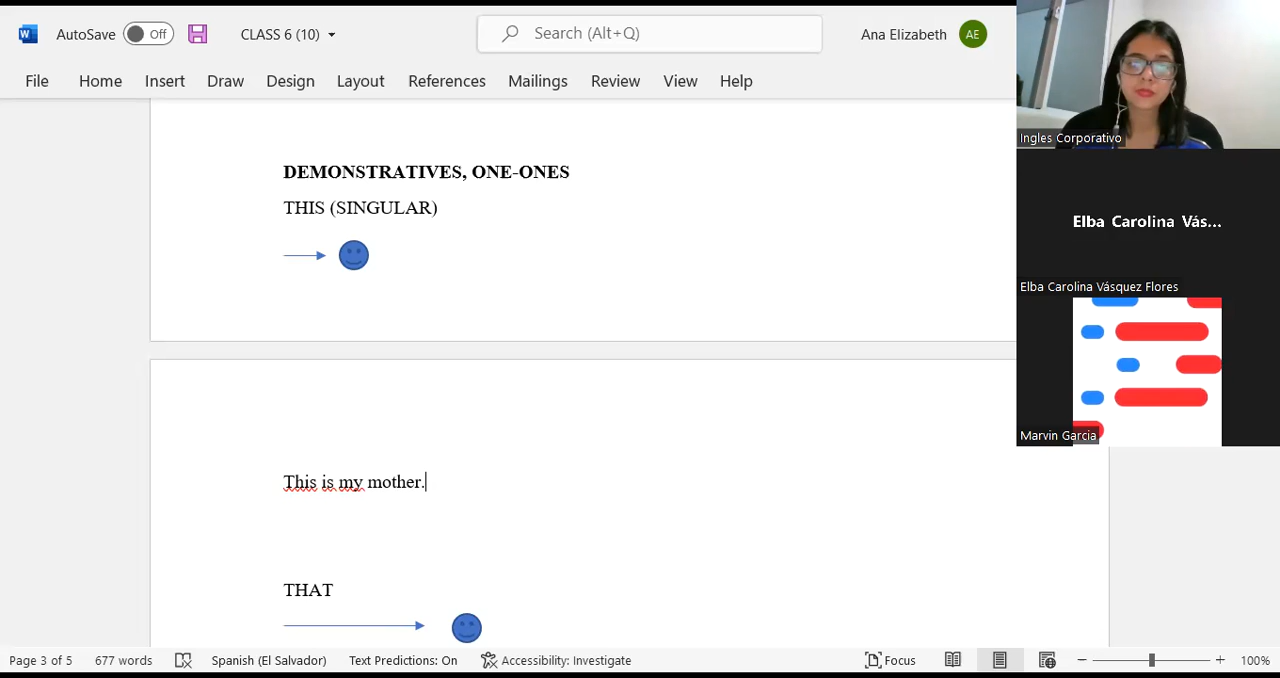 AutoSave Off CLASS 6 (10) Search (Alt+Q) Ana Elizabeth AE
File Home Insert Draw Design Layout References Mailings Review View Help
Ingles Corporativo
DEMONSTRATIVES, ONE-ONES
THIS (SINGULAR)
Elba Carolina Vás...
Elba Carolina Vásquez Flores
Marvin Garcia
This is my mother.
THAT
Page 3 of 5 677 words Spanish (El Salvador) Text Predictions: On Accessibility: Investigate Focus 100%